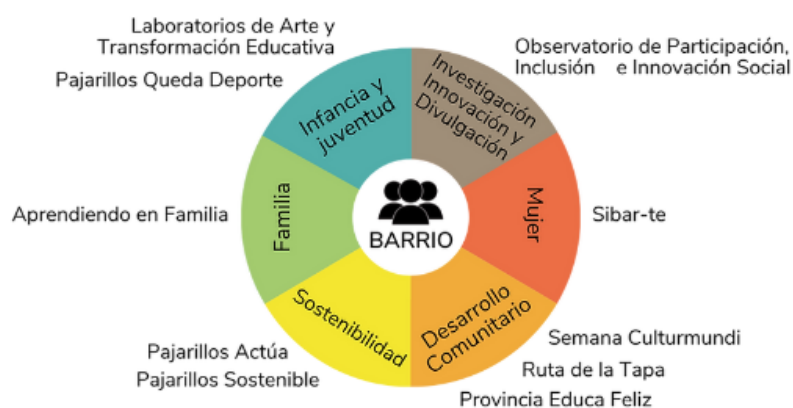 Laboratorios de Arte y
Transformación Educativa
Pajarillos Queda Deporte
Observatorio de Participación,
Inclusión e Innovación Social
Infancia y
juventud
Investigación
Innovación y
Divulgación
Aprendiendo en Familia
Familia
BARRIO
Mujer
Sibar-te
Sostenibilidad
Desarrollo
Comunitario
Pajarillos Actúa
Pajarillos Sostenible
Semana Culturmundi
Ruta de la Tapa
Provincia Educa Feliz